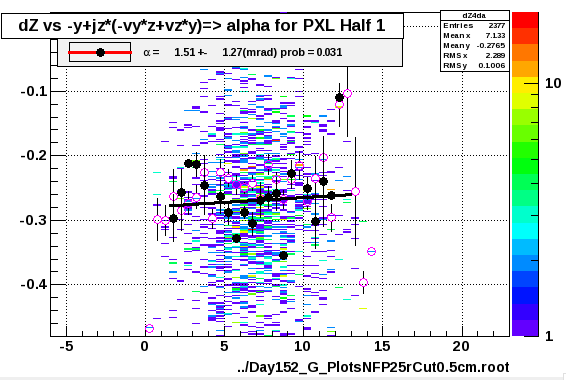 dZ vs -y+jz*(-vy*z+vz*y)=> alpha for PXL Half 1
α = 1.51 +- 1.27(mrad) prob = 0.031
dZ4da
Entries 2377
Mean x 7.133
Mean y -0.2765
RMS x 2.289
RMS y 0.1006
10
-0.1
-0.2
-0.3
-0.4
1
-5 0 5 10 15 20
../Day152_G_PlotsNFP25rCut0.5cm.root